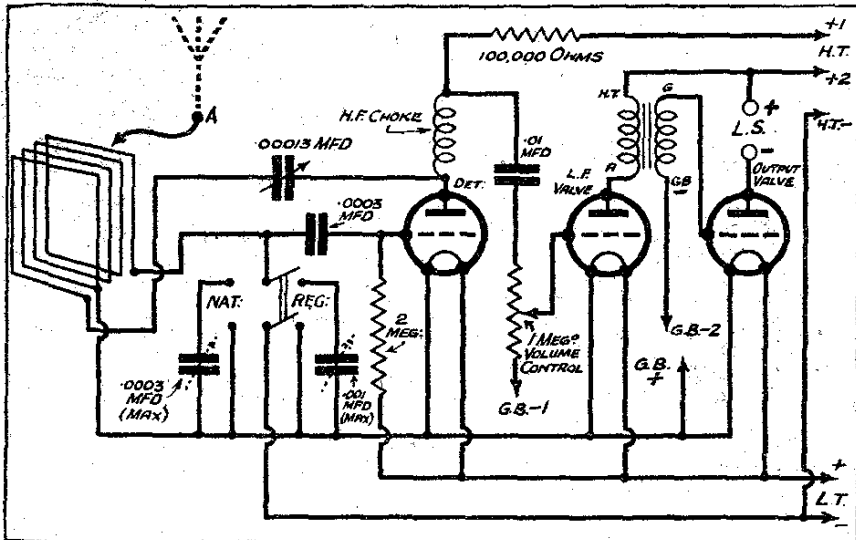 +1
100,000 OHMS
H.T.
+2
H.T.
G
H.F. CHOKE
+
L.S.
H.T-
A
.00013 MFD
.01
MFD
-
A
DET.
L.F.
VALVE
GB
-
OUTPUT
VALVE
.0003
MFD
NAT:
REG:
2
MEG:
1 MEGO
VOLUME
CONTROL
G.B.-2
G.B.
+
.0003
MFD
(MAX)
.001
MFD
(MAX)
G.B.-1
+
L.T.
-